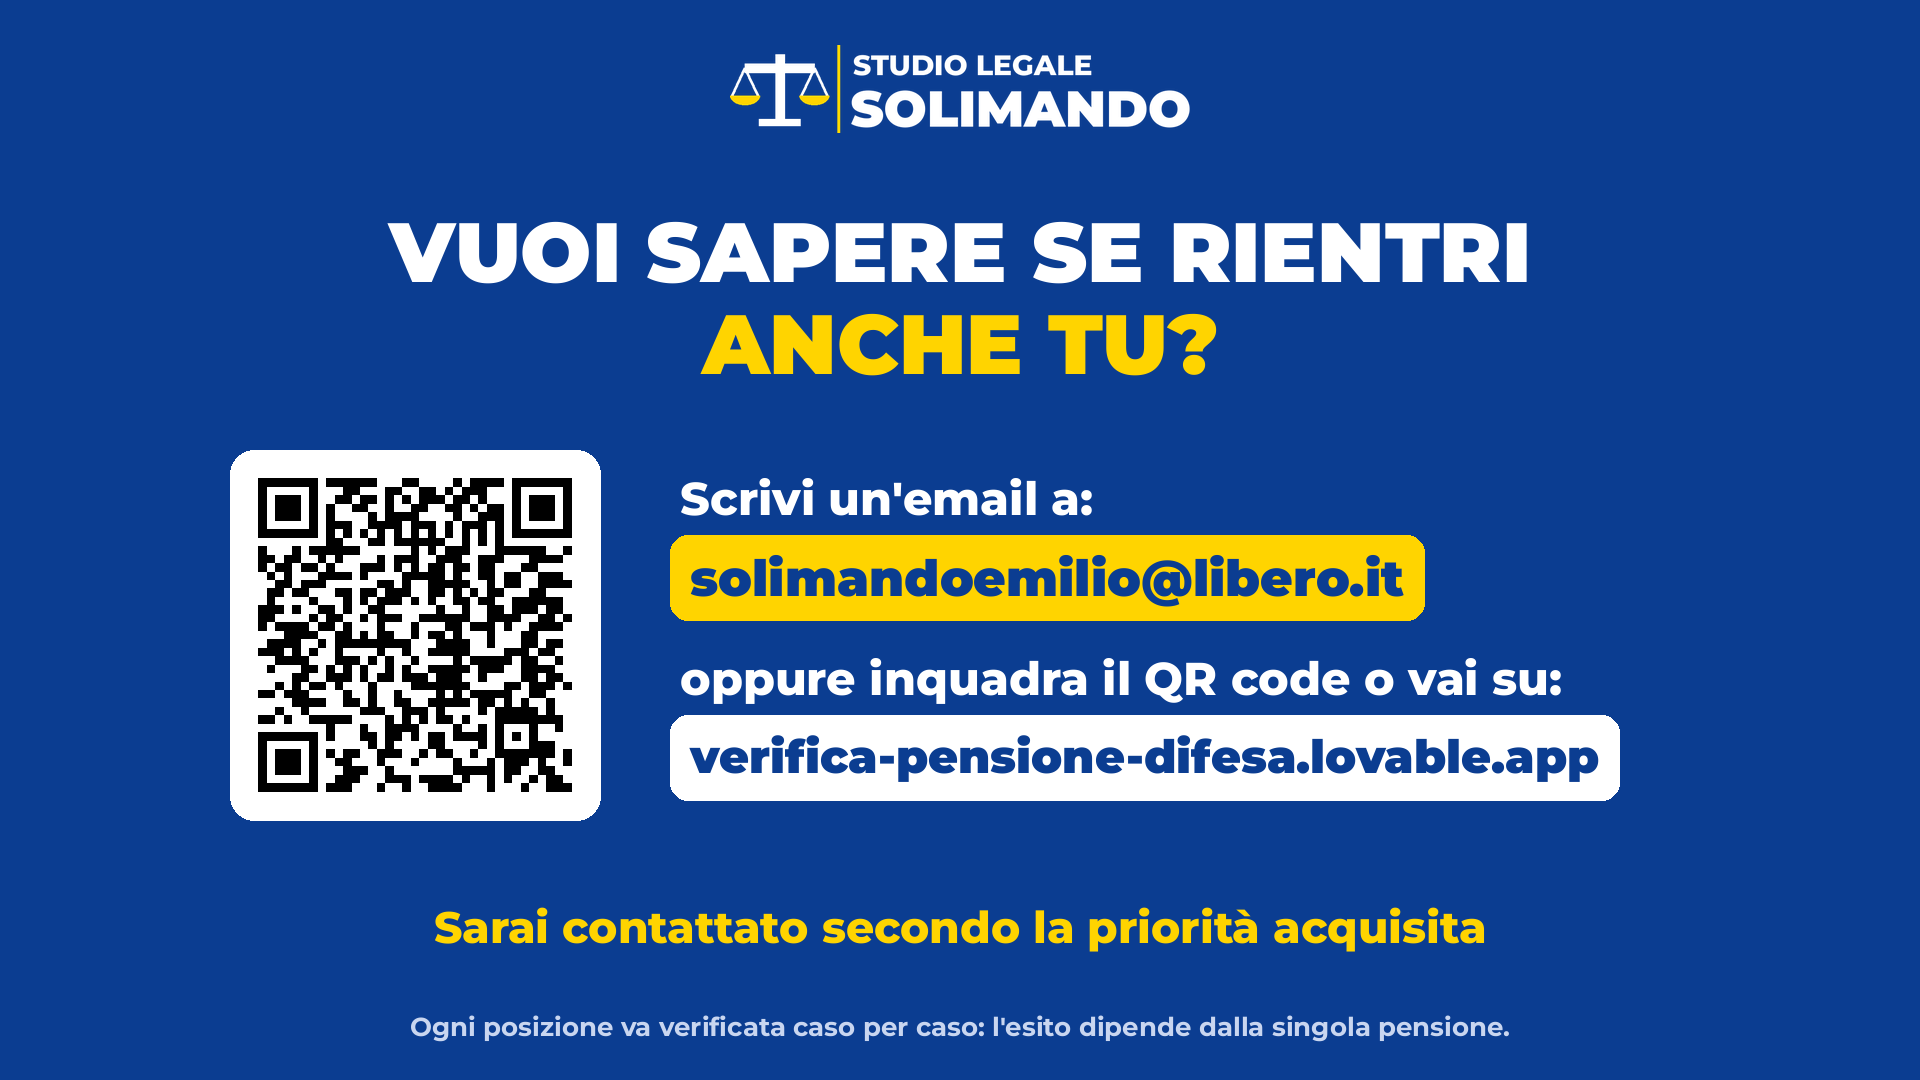 STUDIO LEGALE
SOLIMANDO
VUOI SAPERE SE RIENTRI
ANCHE TU?
Scrivi un'email a:
solimandoemilio@libero.it
oppure inquadra il QR code o vai su:
verifica-pensione-difesa.lovable.app
Sarai contattato secondo la priorità acquisita
Ogni posizione va verificata caso per caso: l'esito dipende dalla singola pensione.